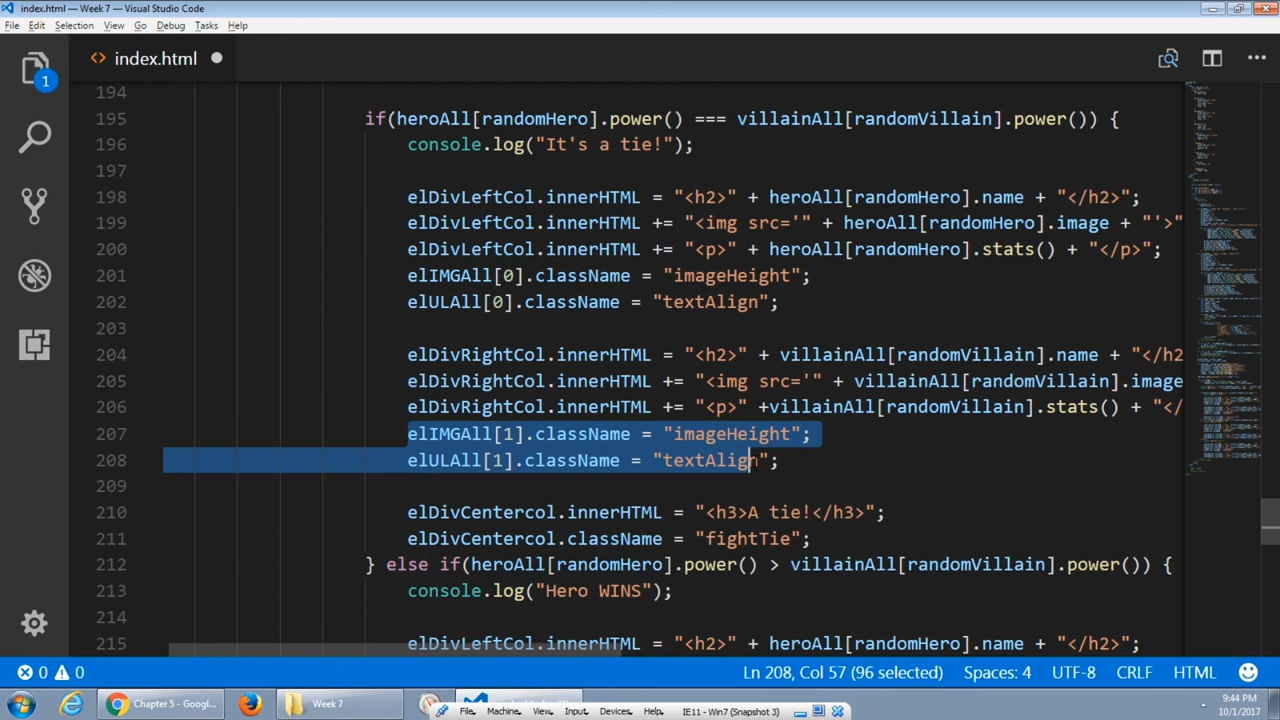 index.html — Week 7 — Visual Studio Code
File Edit Selection View Go Debug Tasks Help
1
index.html
194
195 if(heroAll[randomHero].power() === villainAll[randomVillain].power()) {
196 console.log("It's a tie!");
197
198 elDivLeftCol.innerHTML = "<h2>" + heroAll[randomHero].name + "</h2>";
199 elDivLeftCol.innerHTML += "<img src='" + heroAll[randomHero].image + "'>"
200 elDivLeftCol.innerHTML += "<p>" + heroAll[randomHero].stats() + "</p>";
201 elIMGAll[0].className = "imageHeight";
202 elULAll[0].className = "textAlign";
203
204 elDivRightCol.innerHTML = "<h2>" + villainAll[randomVillain].name + "</h2
205 elDivRightCol.innerHTML += "<img src='" + villainAll[randomVillain].image
206 elDivRightCol.innerHTML += "<p>" +villainAll[randomVillain].stats() + "</
207 elIMGAll[1].className = "imageHeight";
208 elULAll[1].className = "textAlign";
209
210 elDivCentercol.innerHTML = "<h3>A tie!</h3>";
211 elDivCentercol.className = "fightTie";
212 } else if(heroAll[randomHero].power() > villainAll[randomVillain].power()) {
213 console.log("Hero WINS");
214
215 elDivLeftCol.innerHTML = "<h2>" + heroAll[randomHero].name + "</h2>";
0 0 Ln 208, Col 57 (96 selected) Spaces: 4 UTF-8 CRLF HTML
Chapter 5 - Googl... Week 7 9:44 PM
File, Machine, View, Input, Devices, Help, IE11 - Win7 (Snapshot 3) 10/1/2017